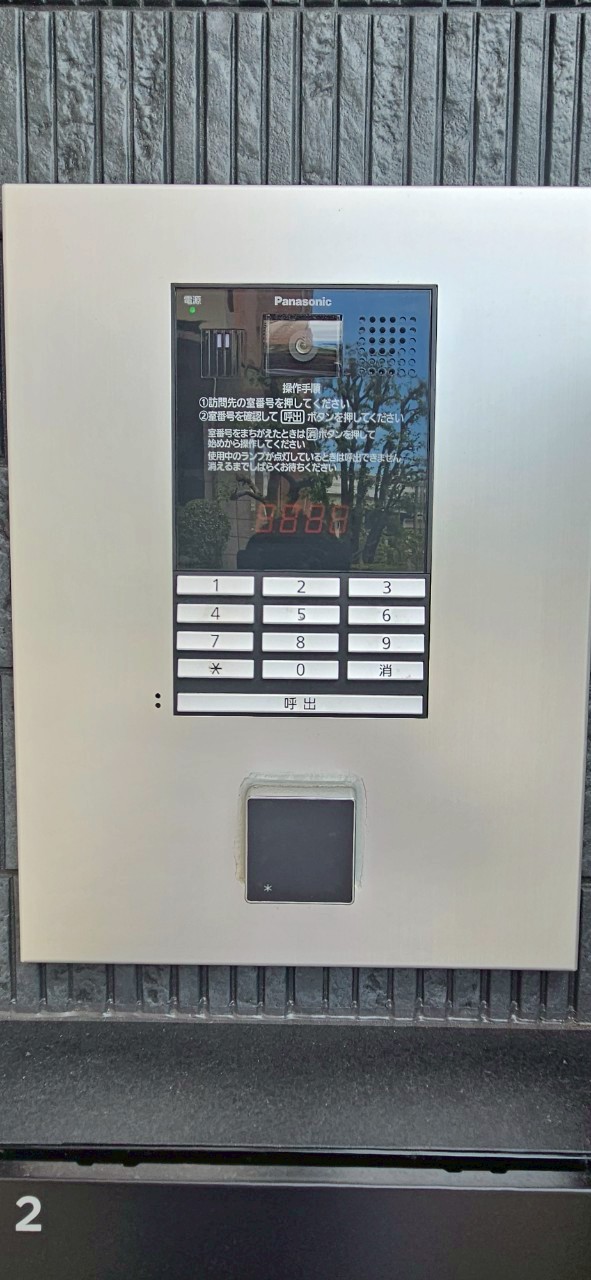 電源
Panasonic
操作手順
①訪問先の室番号を押してください
②室番号を確認して 呼出 ボタンを押してください
室番号をまちがえたときは 消 ボタンを押して
始めから操作してください
使用中のランプが点灯しているときは呼出できません。
消えるまでしばらくお待ちください
8888
1 2 3
4 5 6
7 8 9
* 0 消
呼出
*
2